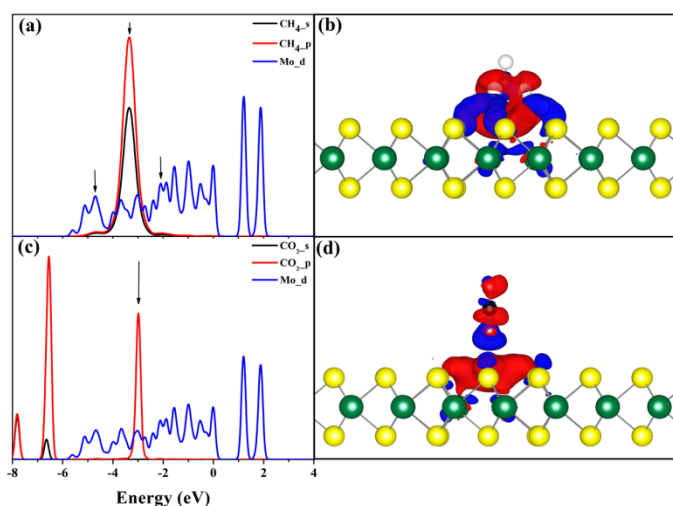 (a)
CH4_s
CH4_p
Mo_d
(b)
(c)
CO2_s
CO2_p
Mo_d
(d)
-8 -6 -4 -2 0 2 4
Energy (eV)